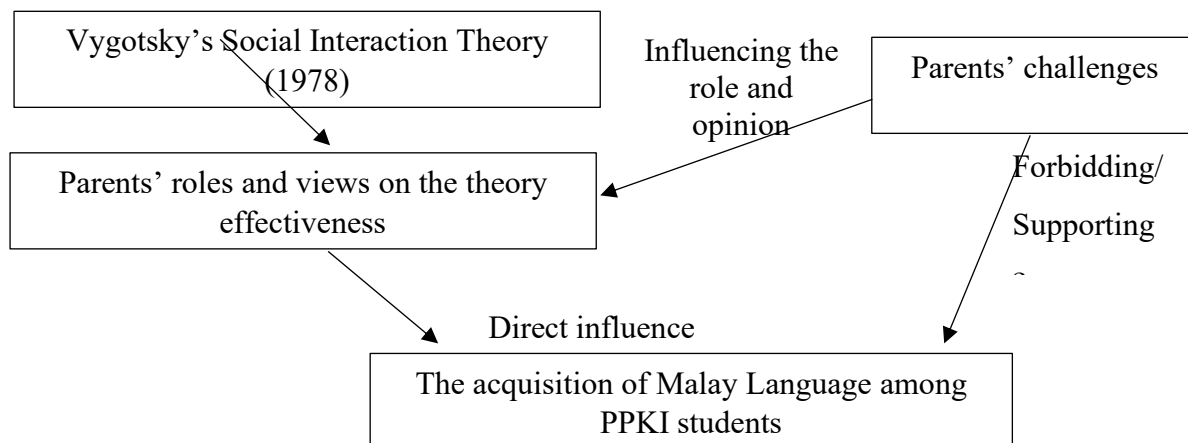 Vygotsky’s Social Interaction Theory
(1978)
Influencing the
role and
opinion
Parents’ challenges
Parents’ roles and views on the theory
effectiveness
Forbidding/
Supporting
Direct influence
The acquisition of Malay Language among
PPKI students